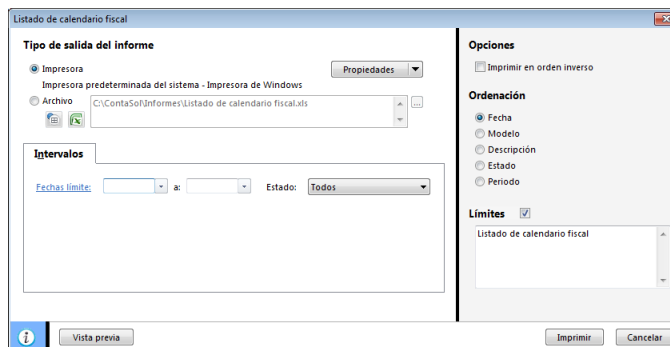 Listado de calendario fiscal
Tipo de salida del informe
Impresora
Propiedades
Impresora predeterminada del sistema - Impresora de Windows
Archivo
C:\ContaSol\Informes\Listado de calendario fiscal.xls
...
Intervalos
Fechas límite: a: Estado: Todos
Opciones
Imprimir en orden inverso
Ordenación
Fecha
Modelo
Descripción
Estado
Periodo
Límites
Listado de calendario fiscal
Vista previa
Imprimir
Cancelar